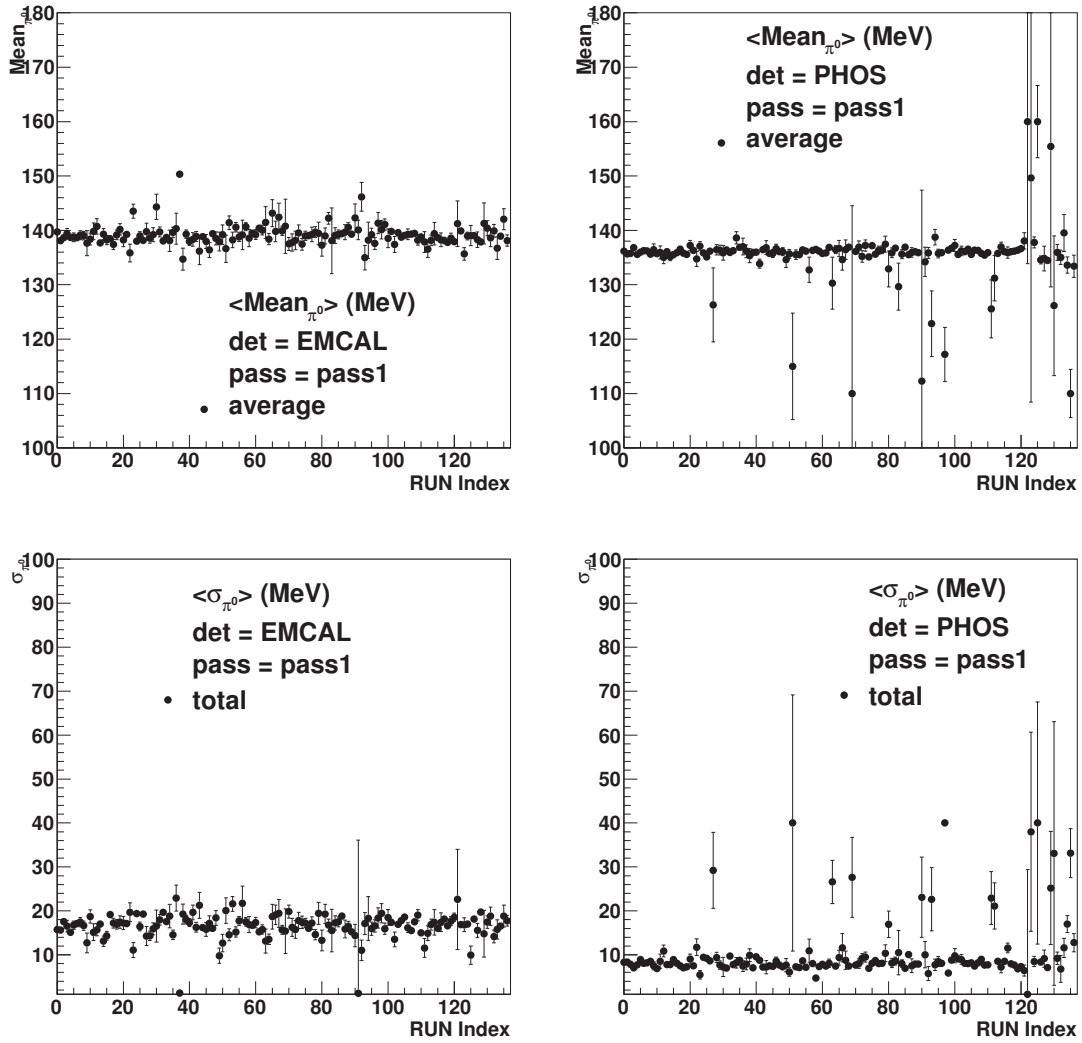 180
170
160
150
140
130
120
110
100
Mean_π⁰
<Mean_π⁰> (MeV)
det = EMCAL
pass = pass1
average
0 20 40 60 80 100 120
RUN Index
180
170
160
150
140
130
120
110
100
Mean_π⁰
<Mean_π⁰> (MeV)
det = PHOS
pass = pass1
average
0 20 40 60 80 100 120
RUN Index
100
90
80
70
60
50
40
30
20
10
σ_π⁰
<σ_π⁰> (MeV)
det = EMCAL
pass = pass1
total
0 20 40 60 80 100 120
RUN Index
100
90
80
70
60
50
40
30
20
10
σ_π⁰
<σ_π⁰> (MeV)
det = PHOS
pass = pass1
total
0 20 40 60 80 100 120
RUN Index